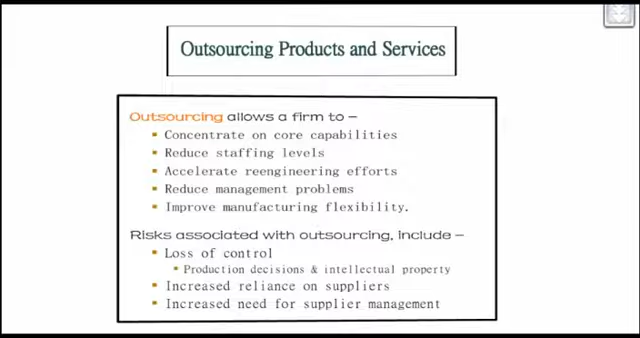 Outsourcing Products and Services
Outsourcing allows a firm to –
▪ Concentrate on core capabilities
▪ Reduce staffing levels
▪ Accelerate reengineering efforts
▪ Reduce management problems
▪ Improve manufacturing flexibility.
Risks associated with outsourcing, include –
▪ Loss of control
▪ Production decisions & intellectual property
▪ Increased reliance on suppliers
▪ Increased need for supplier management